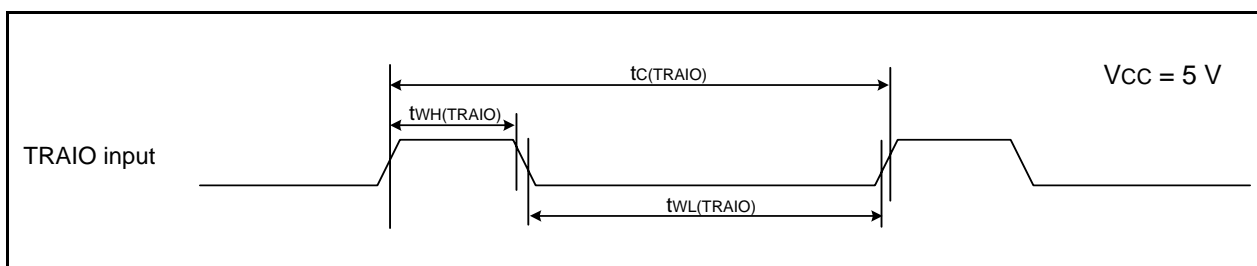 tC(TRAIO)
VCC = 5 V
tWH(TRAIO)
TRAIO input
tWL(TRAIO)